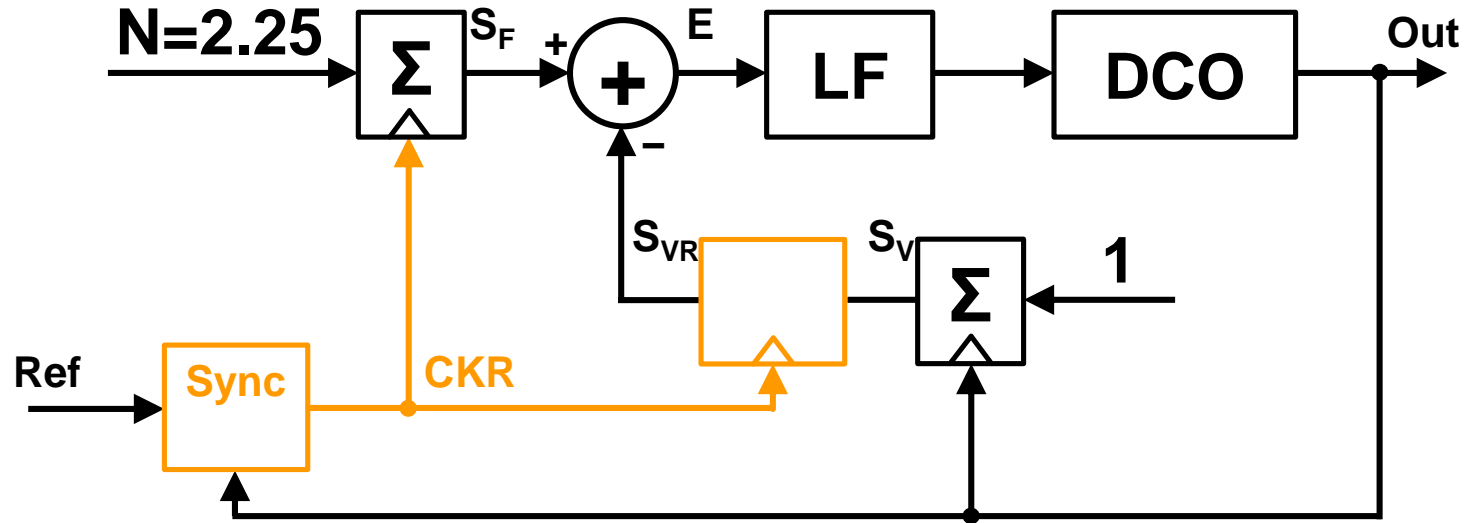 N=2.25
Σ
S_F
+
+
−
E
LF
DCO
Out
S_VR
S_V
Σ
1
Ref
Sync
CKR